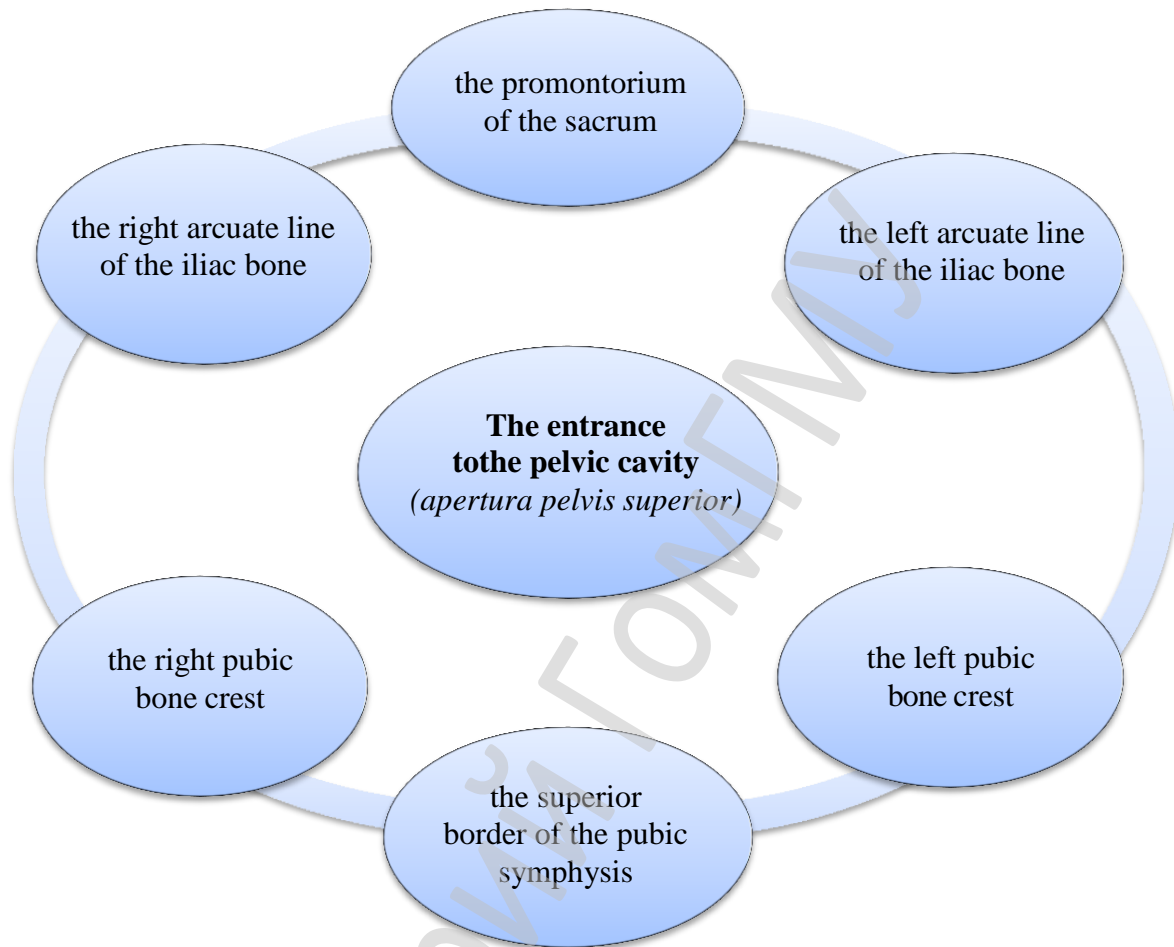 the promontorium
of the sacrum
the right arcuate line
of the iliac bone
the left arcuate line
of the iliac bone
The entrance
tothe pelvic cavity
(apertura pelvis superior)
the right pubic
bone crest
the left pubic
bone crest
the superior
border of the pubic
symphysis
ГомГМУ